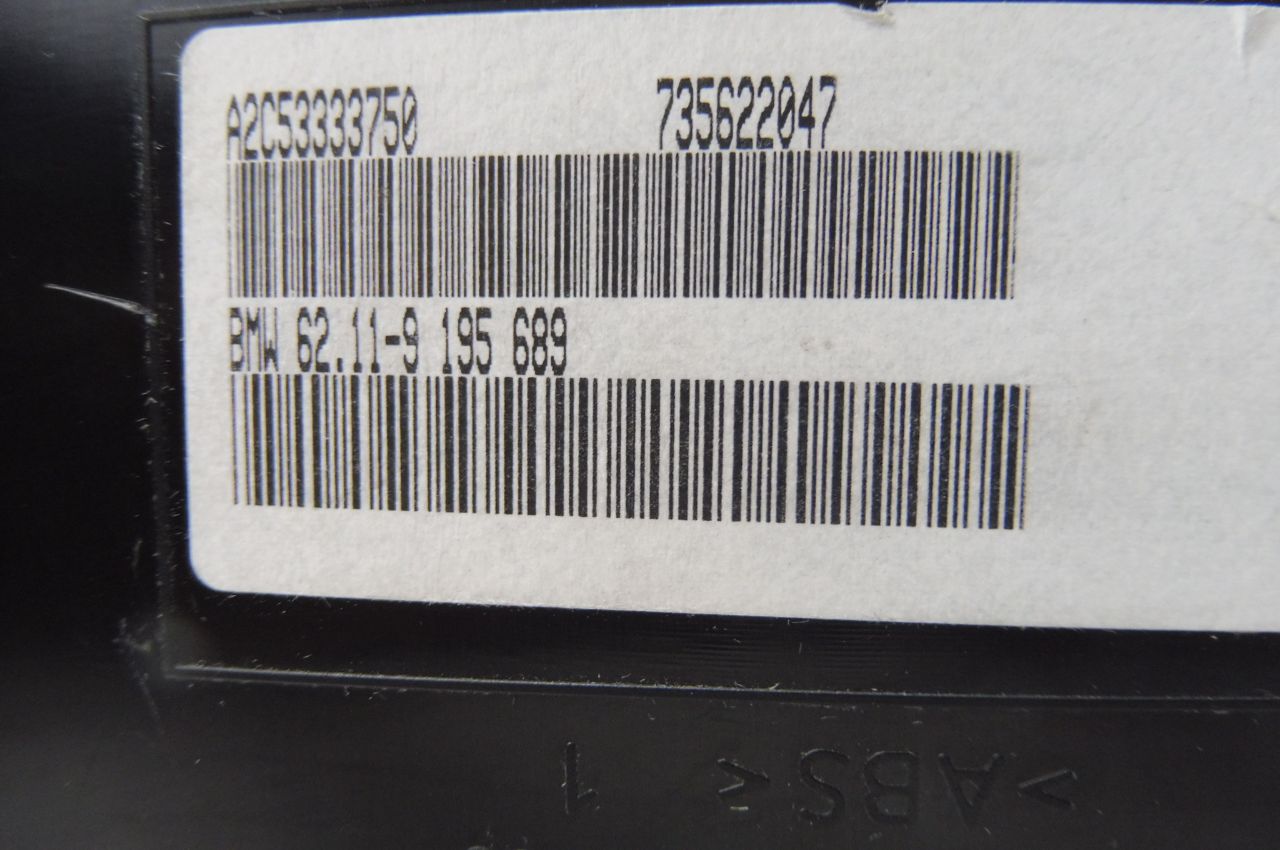 A2C53333750 735622047
BMW 62.11-9 195 689
>ABS< 1